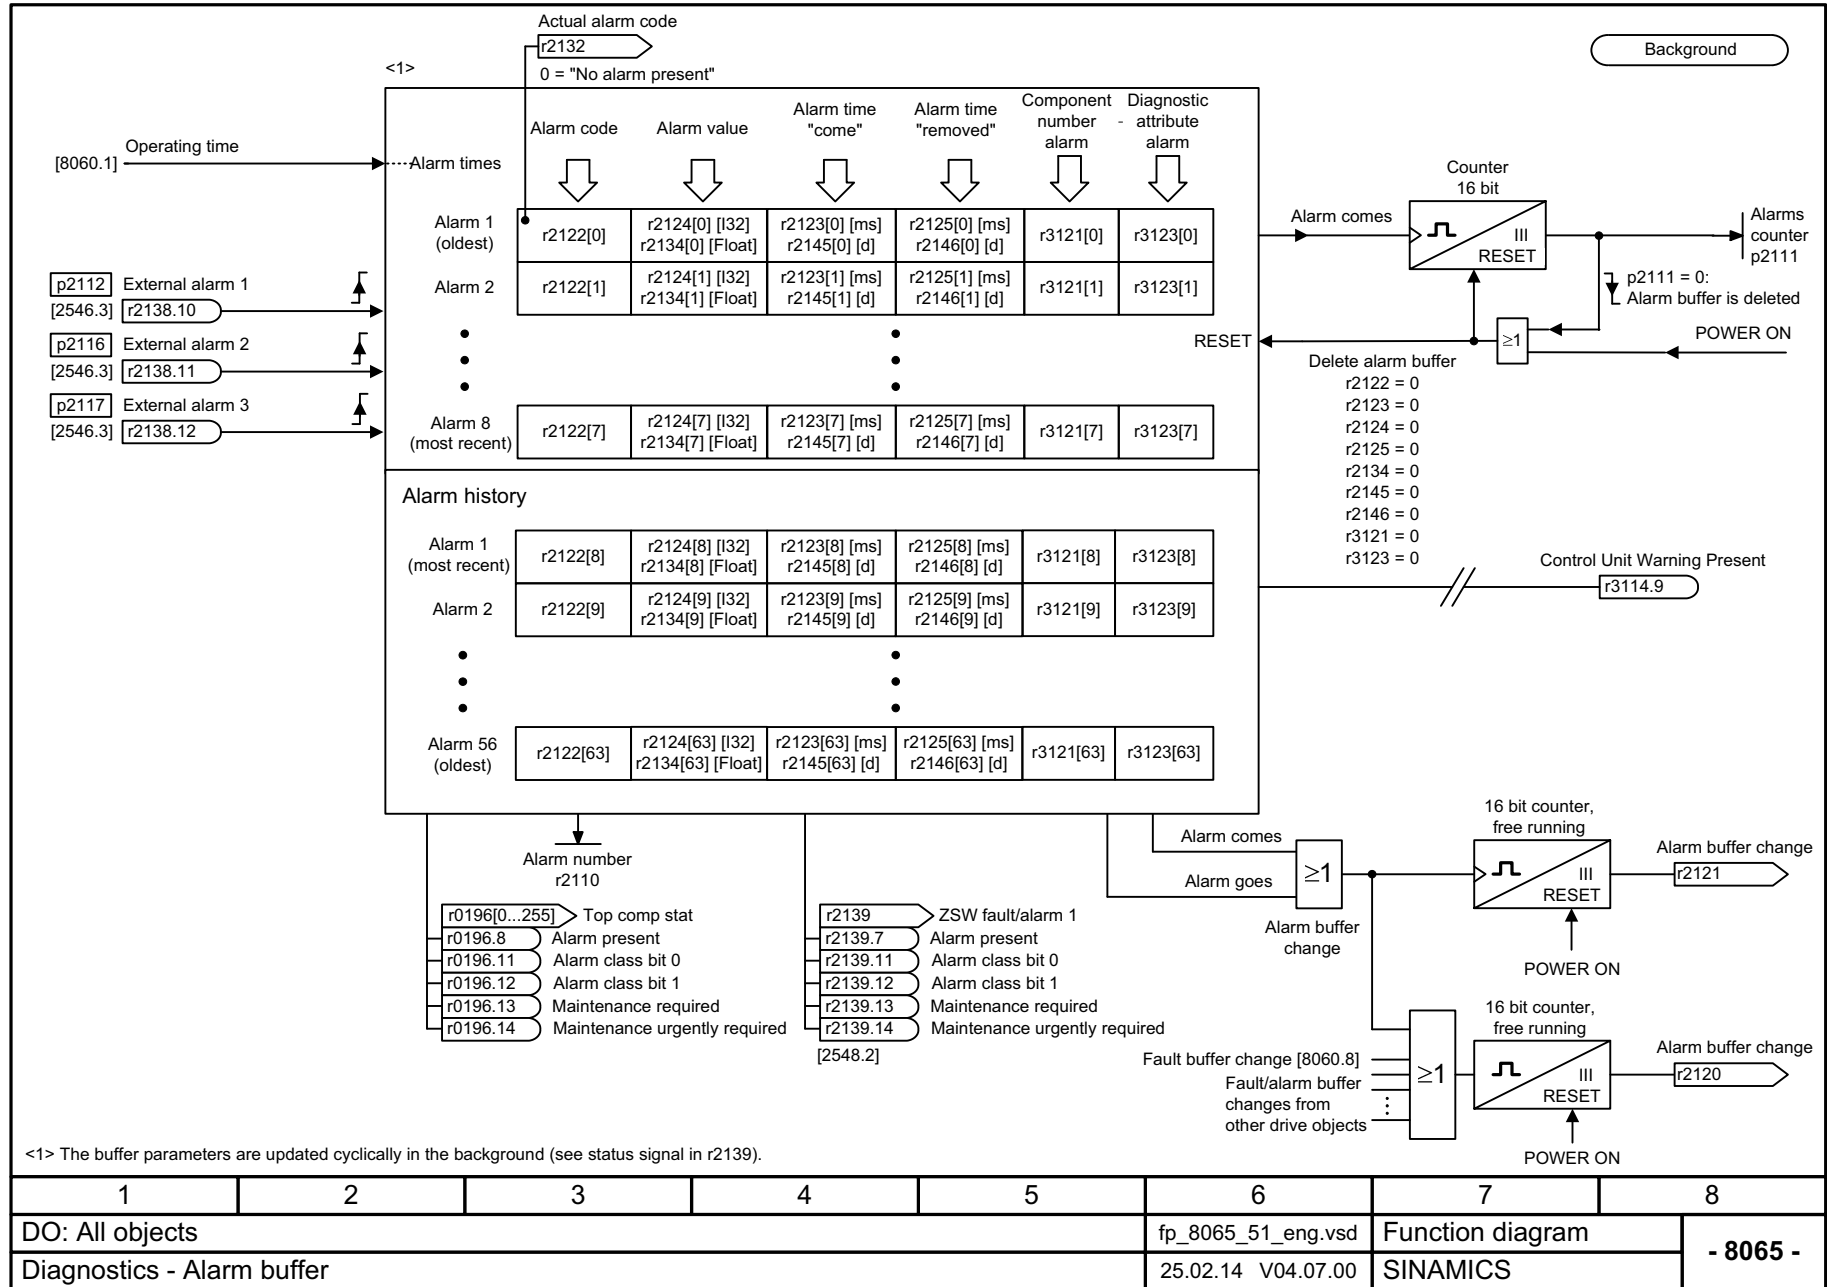 Actual alarm code
r2132
0 = "No alarm present"
<1>
Background
[8060.1]
Operating time
Alarm times
Alarm code
Alarm value
Alarm time
"come"
Alarm time
"removed"
Component
number
alarm
-
Diagnostic
attribute
alarm
Alarm 1
(oldest)
r2122[0]
r2124[0] [I32]
r2134[0] [Float]
r2123[0] [ms]
r2145[0] [d]
r2125[0] [ms]
r2146[0] [d]
r3121[0]
r3123[0]
Alarm 2
r2122[1]
r2124[1] [I32]
r2134[1] [Float]
r2123[1] [ms]
r2145[1] [d]
r2125[1] [ms]
r2146[1] [d]
r3121[1]
r3123[1]
Alarm 8
(most recent)
r2122[7]
r2124[7] [I32]
r2134[7] [Float]
r2123[7] [ms]
r2145[7] [d]
r2125[7] [ms]
r2146[7] [d]
r3121[7]
r3123[7]
p2112 External alarm 1
[2546.3] r2138.10
p2116 External alarm 2
[2546.3] r2138.11
p2117 External alarm 3
[2546.3] r2138.12
Alarm comes
Counter
16 bit
III
RESET
Alarms
counter
p2111
p2111 = 0:
Alarm buffer is deleted
POWER ON
≥1
RESET
Delete alarm buffer
r2122 = 0
r2123 = 0
r2124 = 0
r2125 = 0
r2134 = 0
r2145 = 0
r2146 = 0
r3121 = 0
r3123 = 0
Control Unit Warning Present
r3114.9
Alarm history
Alarm 1
(most recent)
r2122[8]
r2124[8] [I32]
r2134[8] [Float]
r2123[8] [ms]
r2145[8] [d]
r2125[8] [ms]
r2146[8] [d]
r3121[8]
r3123[8]
Alarm 2
r2122[9]
r2124[9] [I32]
r2134[9] [Float]
r2123[9] [ms]
r2145[9] [d]
r2125[9] [ms]
r2146[9] [d]
r3121[9]
r3123[9]
Alarm 56
(oldest)
r2122[63]
r2124[63] [I32]
r2134[63] [Float]
r2123[63] [ms]
r2145[63] [d]
r2125[63] [ms]
r2146[63] [d]
r3121[63]
r3123[63]
Alarm number
r2110
r0196[0...255] Top comp stat
r0196.8 Alarm present
r0196.11 Alarm class bit 0
r0196.12 Alarm class bit 1
r0196.13 Maintenance required
r0196.14 Maintenance urgently required
r2139 ZSW fault/alarm 1
r2139.7 Alarm present
r2139.11 Alarm class bit 0
r2139.12 Alarm class bit 1
r2139.13 Maintenance required
r2139.14 Maintenance urgently required
[2548.2]
Alarm comes
Alarm goes
≥1
Alarm buffer
change
16 bit counter,
free running
III
RESET
POWER ON
Alarm buffer change
r2121
Fault buffer change [8060.8]
Fault/alarm buffer
changes from
other drive objects
≥1
16 bit counter,
free running
III
RESET
POWER ON
Alarm buffer change
r2120
<1> The buffer parameters are updated cyclically in the background (see status signal in r2139).
1 2 3 4 5 6 7 8
DO: All objects
fp_8065_51_eng.vsd
Function diagram
- 8065 -
Diagnostics - Alarm buffer
25.02.14 V04.07.00
SINAMICS